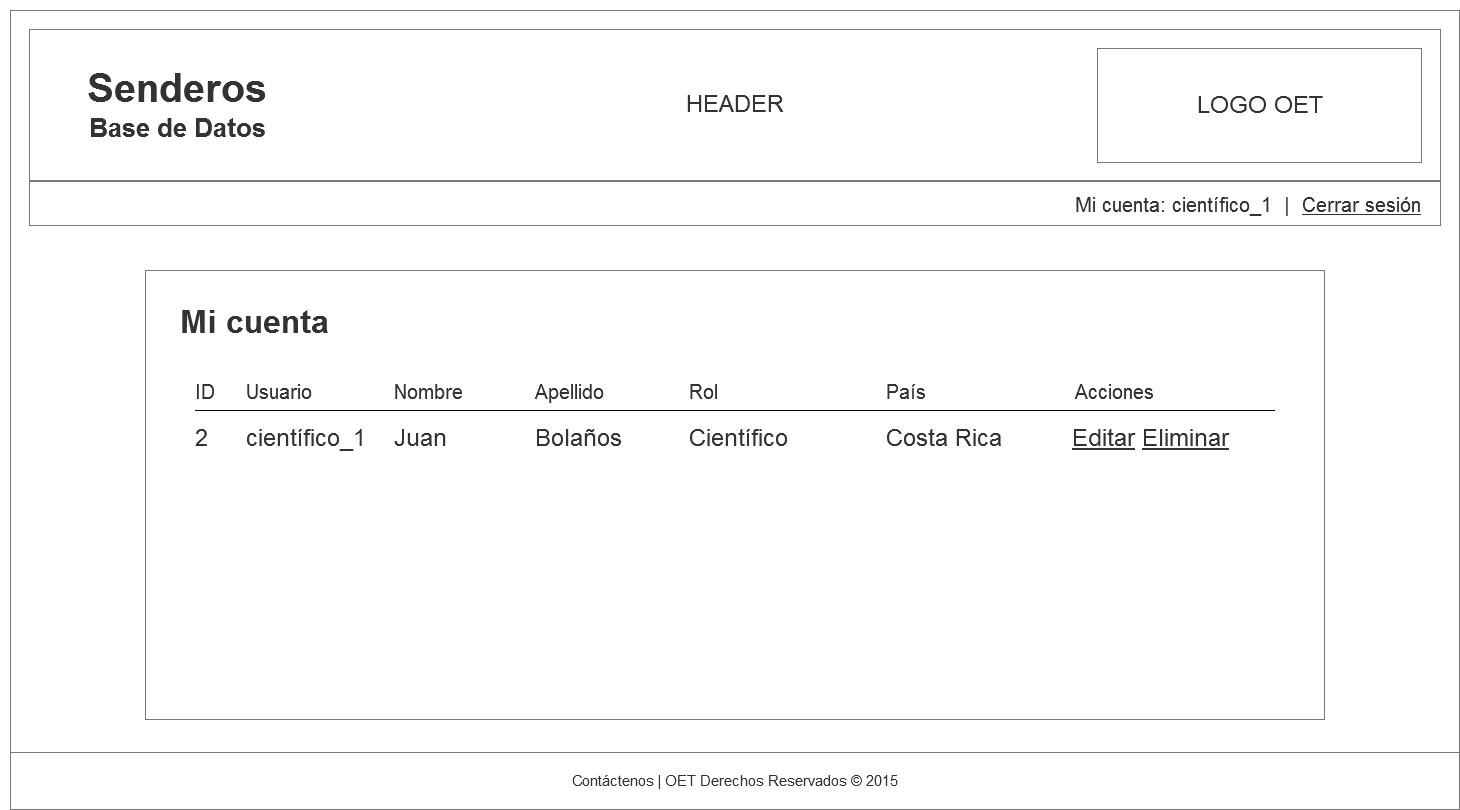 Senderos
Base de Datos
HEADER
LOGO OET
Mi cuenta: científico_1 | Cerrar sesión
Mi cuenta
ID Usuario Nombre Apellido Rol País Acciones
2 científico_1 Juan Bolaños Científico Costa Rica Editar Eliminar
Contáctenos | OET Derechos Reservados © 2015